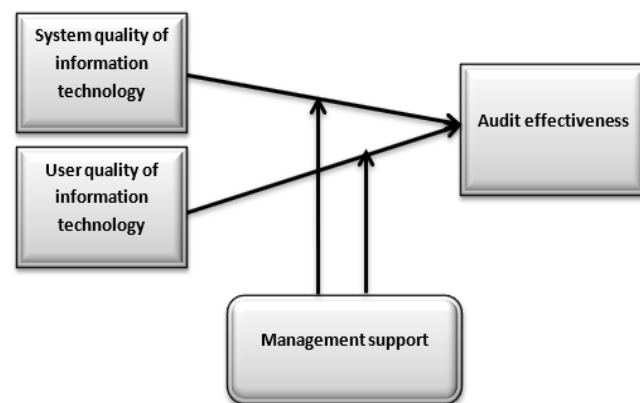 System quality of
information
technology
Audit effectiveness
User quality of
information
technology
Management support